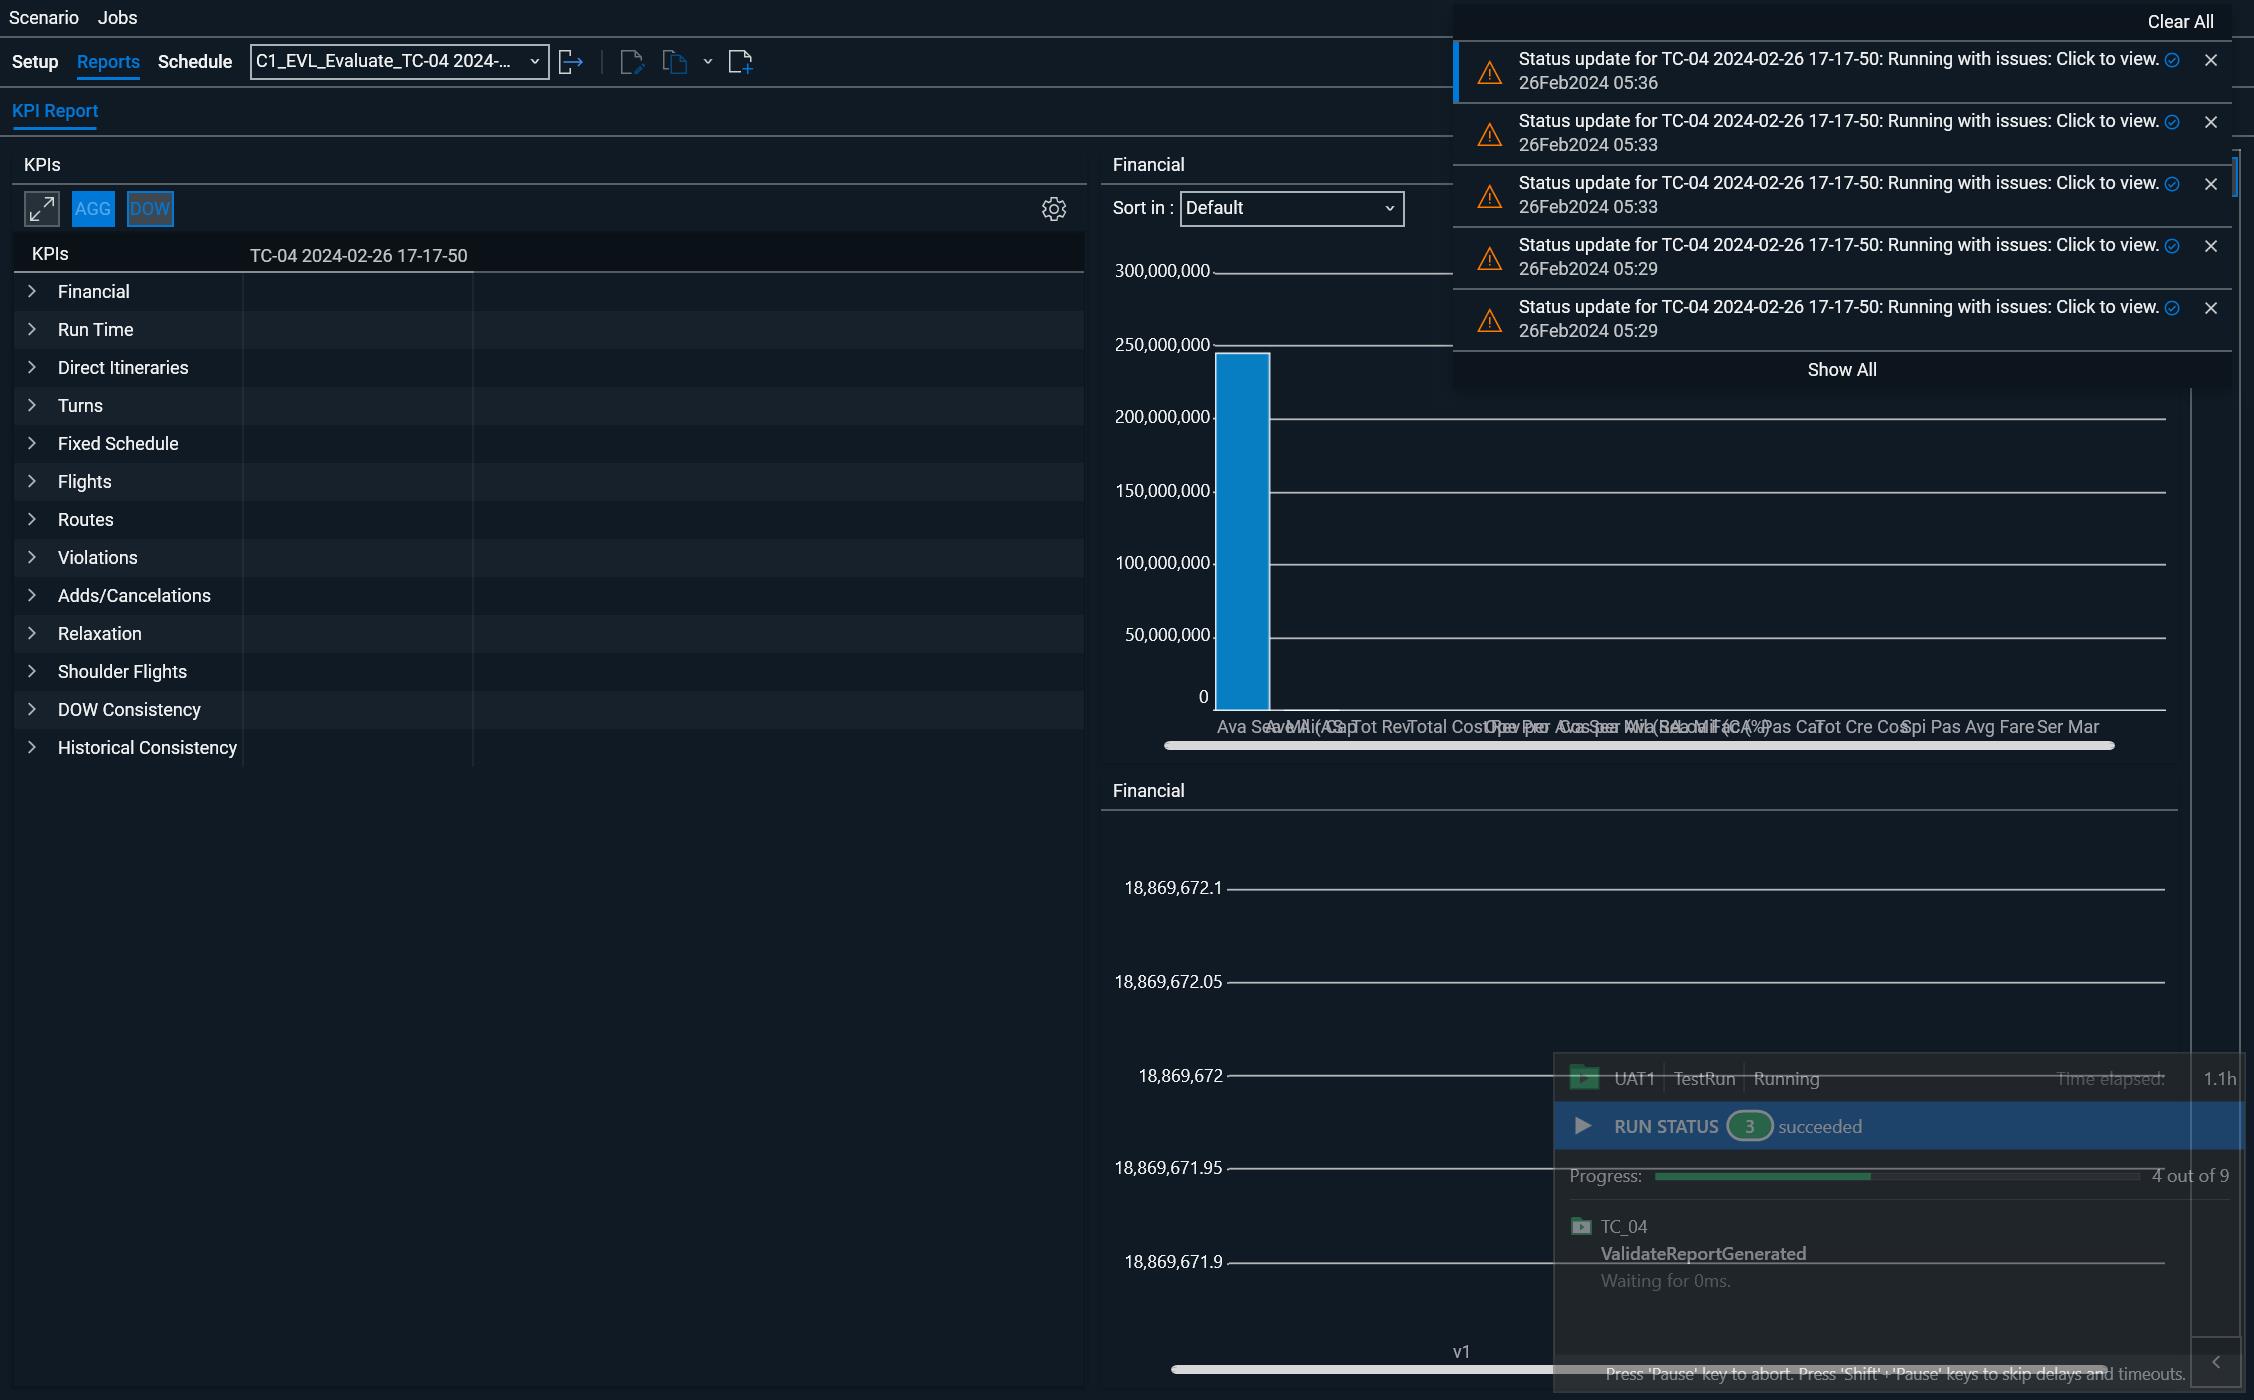 Scenario Jobs
Clear All
Setup Reports Schedule C1_EVL_Evaluate_TC-04 2024-...
KPI Report
Status update for TC-04 2024-02-26 17-17-50: Running with issues: Click to view.
26Feb2024 05:36
Status update for TC-04 2024-02-26 17-17-50: Running with issues: Click to view.
26Feb2024 05:33
Status update for TC-04 2024-02-26 17-17-50: Running with issues: Click to view.
26Feb2024 05:33
Status update for TC-04 2024-02-26 17-17-50: Running with issues: Click to view.
26Feb2024 05:29
Status update for TC-04 2024-02-26 17-17-50: Running with issues: Click to view.
26Feb2024 05:29
Show All
KPIs
AGG DOW
KPIs TC-04 2024-02-26 17-17-50
Financial
Run Time
Direct Itineraries
Turns
Fixed Schedule
Flights
Routes
Violations
Adds/Cancelations
Relaxation
Shoulder Flights
DOW Consistency
Historical Consistency
Financial
Sort in : Default
300,000,000
250,000,000
200,000,000
150,000,000
100,000,000
50,000,000
0
Ava Tot Rev Total Cost Pas Car Tot Cre Cos Spi Pas Avg Fare Ser Mar
Financial
18,869,672.1
18,869,672.05
18,869,672
18,869,671.95
18,869,671.9
v1
UAT1 TestRun Running Time elapsed: 1.1h
RUN STATUS 3 succeeded
Progress: 4 out of 9
TC_04
ValidateReportGenerated
Waiting for 0ms.
Press 'Pause' key to abort. Press 'Shift'+'Pause' keys to skip delays and timeouts.